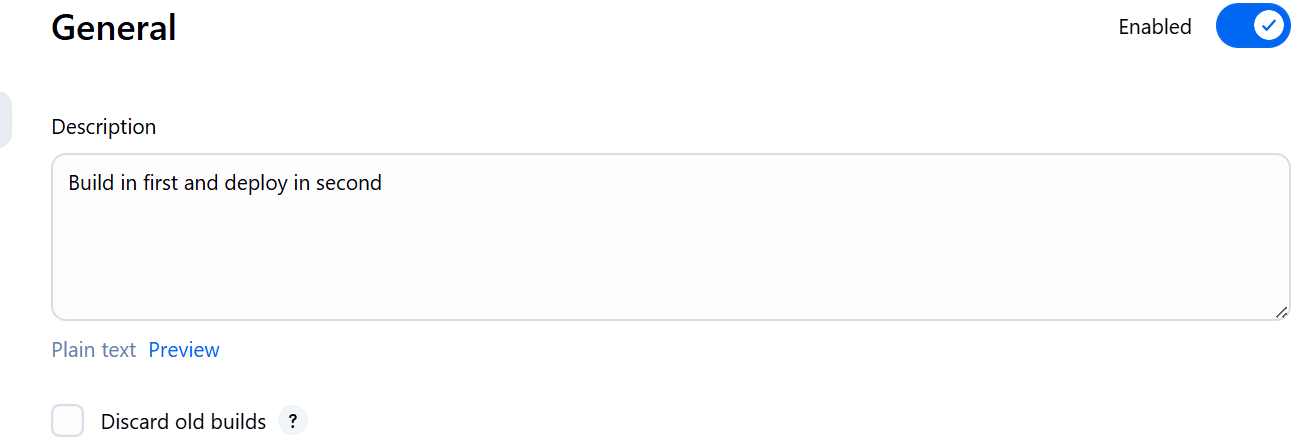 General
Enabled
Description
Build in first and deploy in second
Plain text Preview
Discard old builds ?